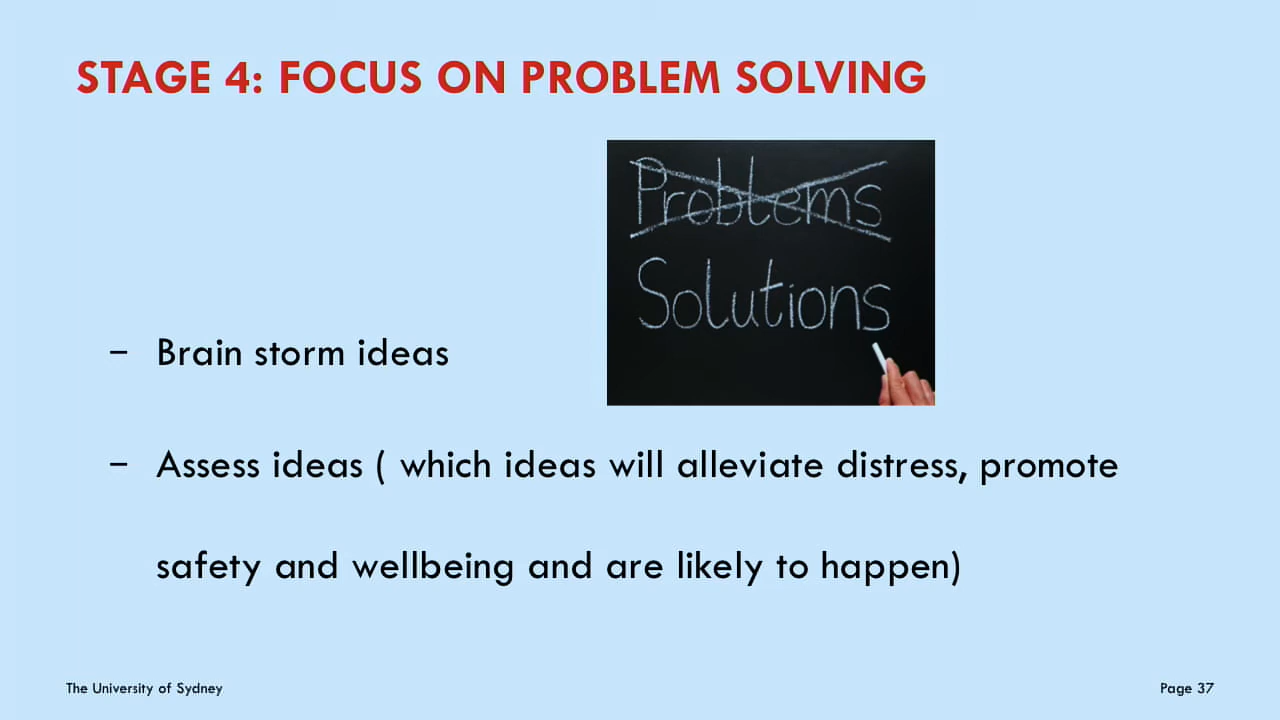 STAGE 4: FOCUS ON PROBLEM SOLVING
Problems
Solutions
– Brain storm ideas
– Assess ideas ( which ideas will alleviate distress, promote
safety and wellbeing and are likely to happen)
The University of Sydney
Page 37